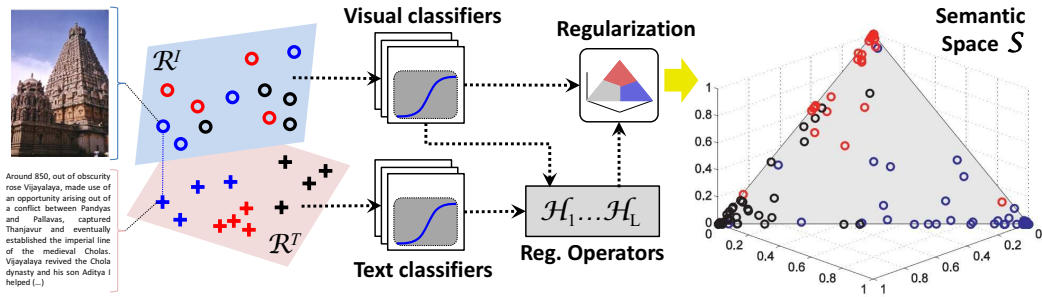 Visual classifiers
Regularization
Semantic
Space S
R^I
Around 850, out of obscurity
rose Vijayalaya, made use of
an opportunity arising out of a
conflict between Pandyas
and Pallavas, captured
Thanjavur and eventually
established the imperial line
of the medieval Cholas.
Vijayalaya revived the Chola
dynasty and his son Aditya I
helped (…)
R^T
Text classifiers
H_1…H_L
Reg. Operators
1
0.8
0.6
0.4
0.2
0
0
0.2
0.4
0.6
0.8
1
0
0.2
0.4
0.6
0.8
1